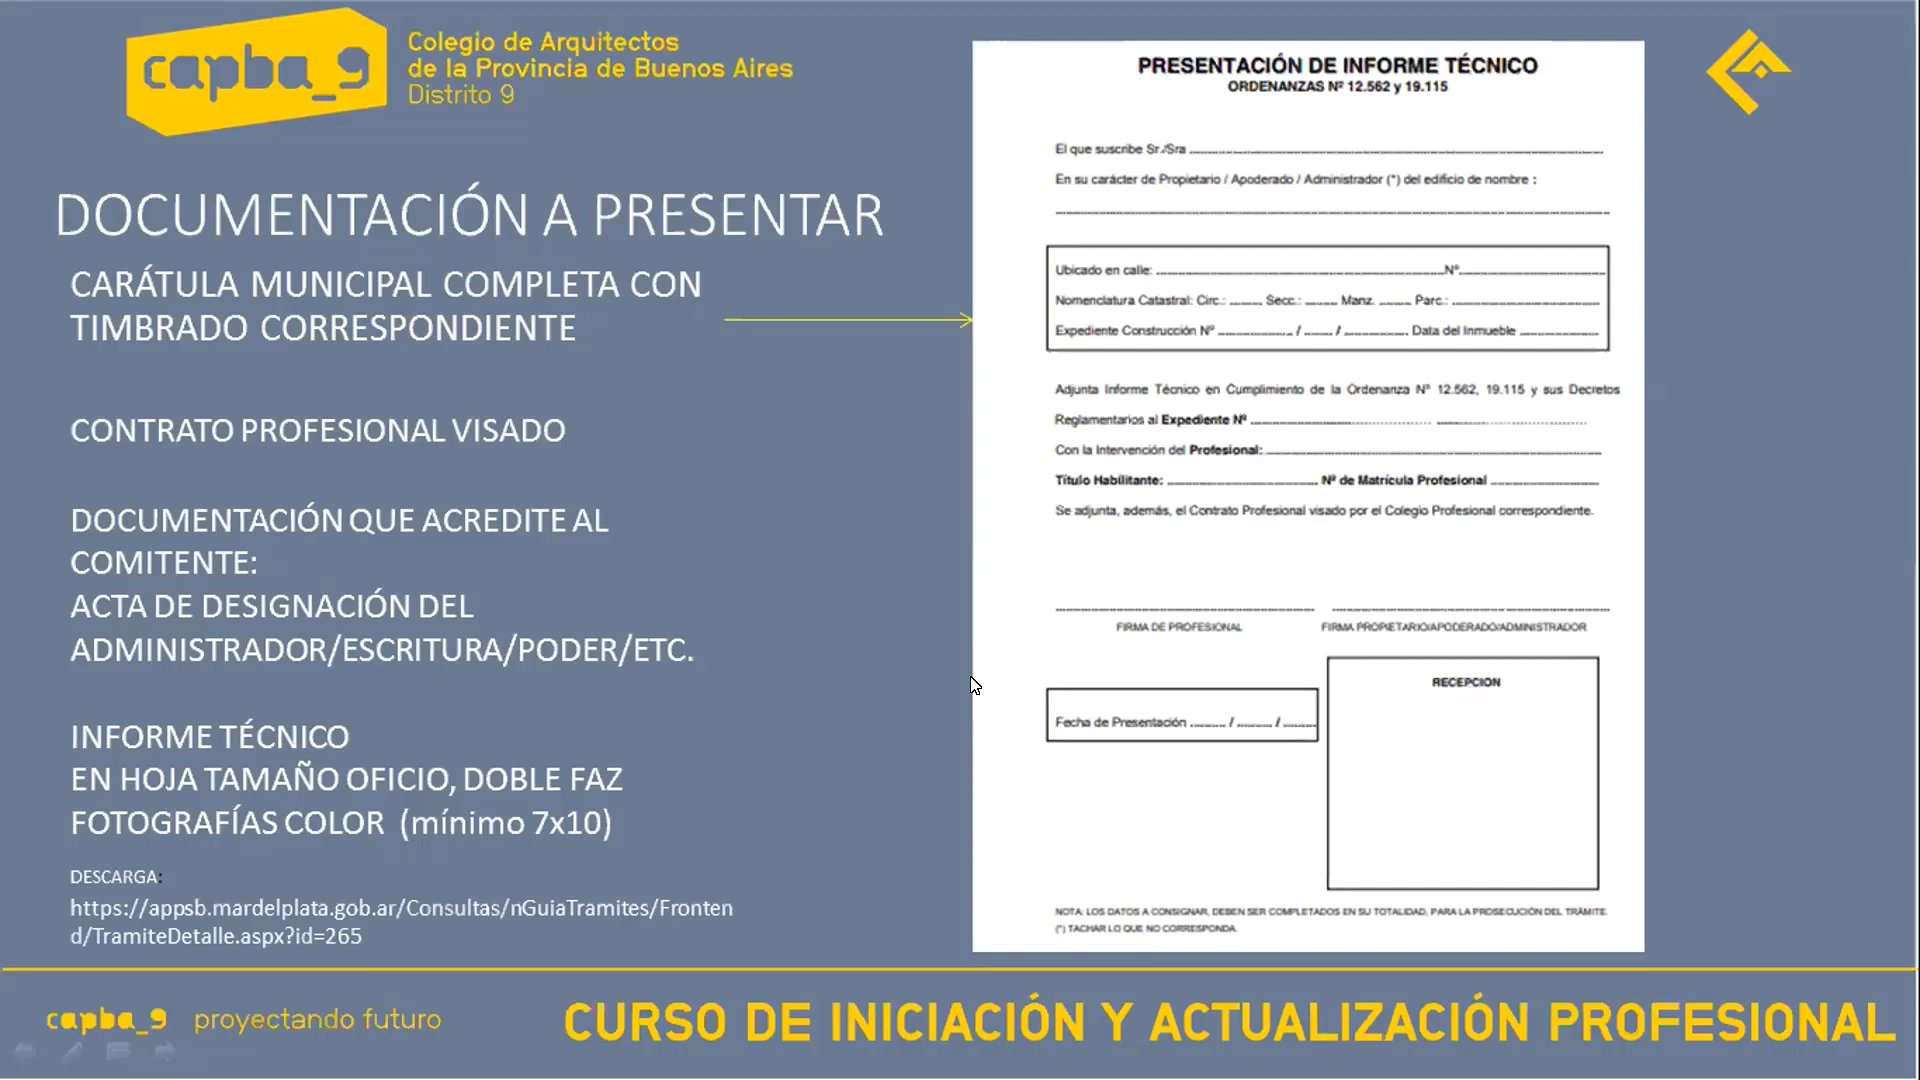 capba_9
Colegio de Arquitectos
de la Provincia de Buenos Aires
Distrito 9
DOCUMENTACIÓN A PRESENTAR
CARÁTULA MUNICIPAL COMPLETA CON
TIMBRADO CORRESPONDIENTE
CONTRATO PROFESIONAL VISADO
DOCUMENTACIÓN QUE ACREDITE AL
COMITENTE:
ACTA DE DESIGNACIÓN DEL
ADMINISTRADOR/ESCRITURA/PODER/ETC.
INFORME TÉCNICO
EN HOJA TAMAÑO OFICIO, DOBLE FAZ
FOTOGRAFÍAS COLOR (mínimo 7x10)
DESCARGA:
https://appsb.mardelplata.gob.ar/Consultas/nGuiaTramites/Fronten
d/TramiteDetalle.aspx?id=265
PRESENTACIÓN DE INFORME TÉCNICO
ORDENANZAS Nº 12.562 y 19.115
El que suscribe Sr./Sra
En su carácter de Propietario / Apoderado / Administrador (*) del edificio de nombre :
Ubicado en calle: Nº
Nomenclatura Catastral: Circ.: Secc.: Manz. Parc.:
Expediente Construcción Nº / / Data del Inmueble
Adjunta Informe Técnico en Cumplimiento de la Ordenanza Nº 12.562, 19.115 y sus Decretos
Reglamentarios al Expediente Nº
Con la Intervención del Profesional:
Título Habilitante: Nº de Matrícula Profesional
Se adjunta, además, el Contrato Profesional visado por el Colegio Profesional correspondiente.
FIRMA DE PROFESIONAL FIRMA PROPIETARIO/APODERADO/ADMINISTRADOR
RECEPCION
Fecha de Presentación / /
NOTA: LOS DATOS A CONSIGNAR, DEBEN SER COMPLETADOS EN SU TOTALIDAD, PARA LA PROSECUCIÓN DEL TRÁMITE.
(*) TACHAR LO QUE NO CORRESPONDA.
capba_9 proyectando futuro
CURSO DE INICIACIÓN Y ACTUALIZACIÓN PROFESIONAL